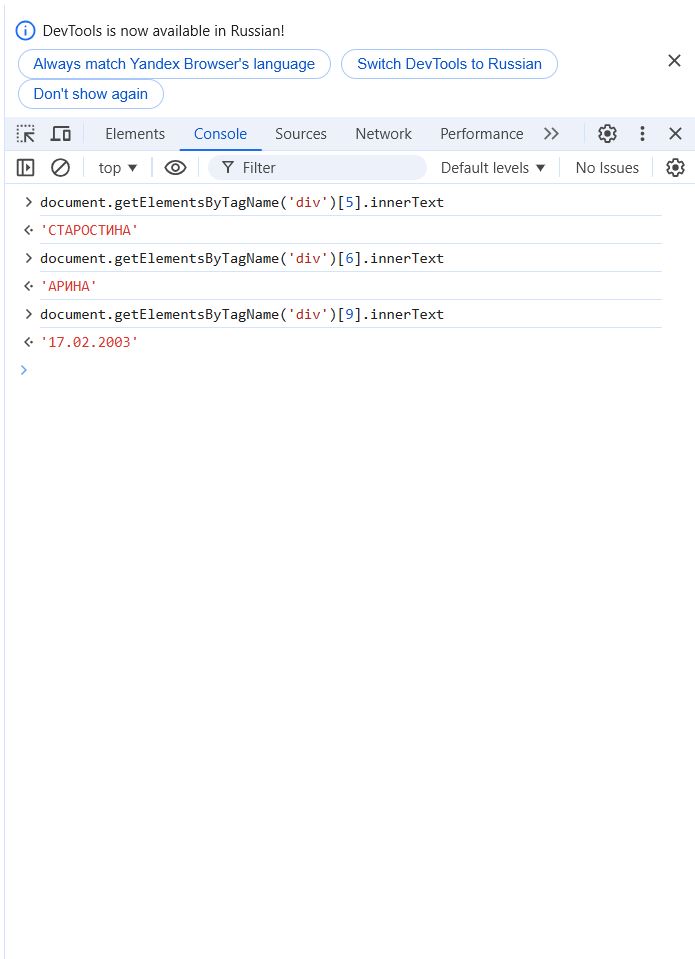 DevTools is now available in Russian!
Always match Yandex Browser's language
Switch DevTools to Russian
Don't show again
Elements Console Sources Network Performance
top Filter Default levels No Issues
document.getElementsByTagName('div')[5].innerText
'СТАРОСТИНА'
document.getElementsByTagName('div')[6].innerText
'АРИНА'
document.getElementsByTagName('div')[9].innerText
'17.02.2003'